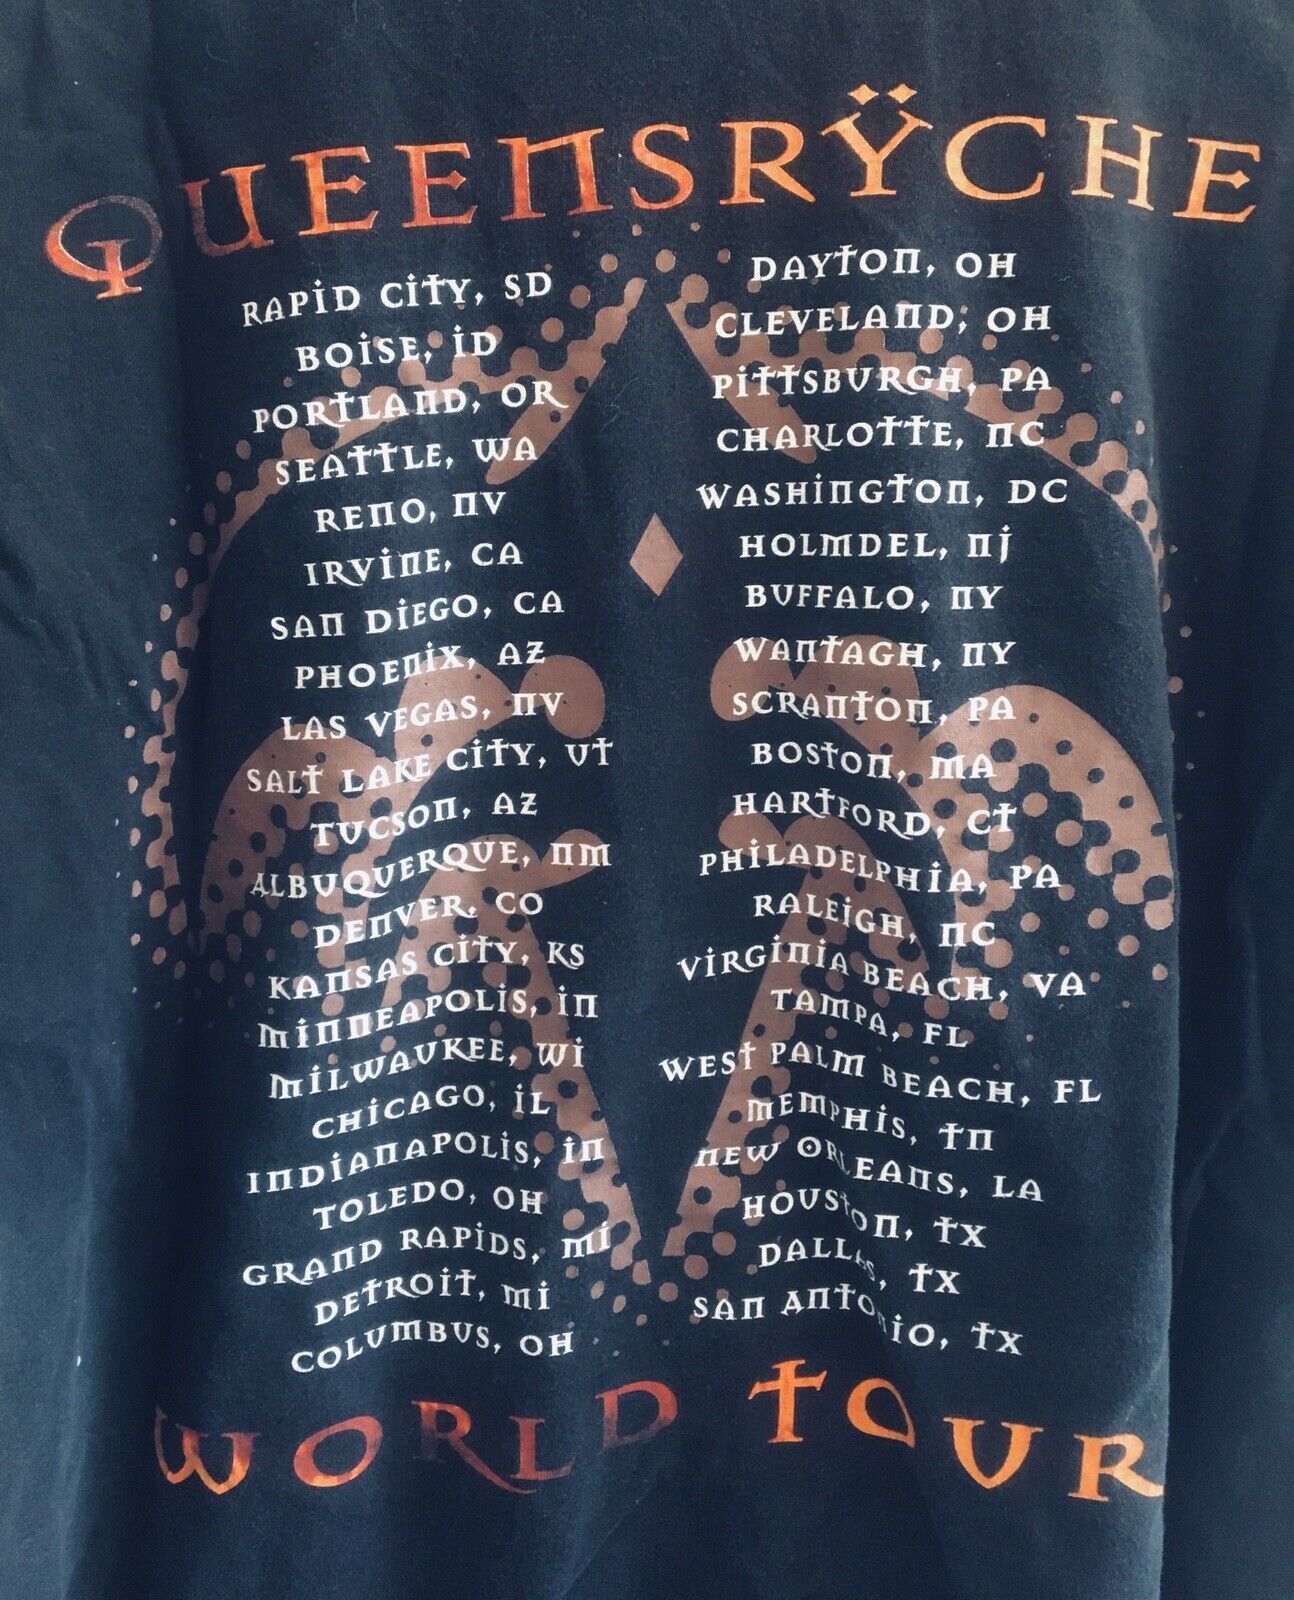 QUEENSRŸCHE
RAPID CITY, SD
BOISE, ID
PORTLAND, OR
SEATTLE, WA
RENO, NV
IRVINE, CA
SAN DIEGO, CA
PHOENIX, AZ
LAS VEGAS, NV
SALT LAKE CITY, UT
TUCSON, AZ
ALBUQUERQUE, NM
DENVER, CO
KANSAS CITY, KS
MINNEAPOLIS, IN
MILWAUKEE, WI
CHICAGO, IL
INDIANAPOLIS, IN
TOLEDO, OH
GRAND RAPIDS, MI
DETROIT, MI
COLUMBUS, OH
DAYTON, OH
CLEVELAND, OH
PITTSBURGH, PA
CHARLOTTE, NC
WASHINGTON, DC
HOLMDEL, NJ
BUFFALO, NY
WANTAGH, NY
SCRANTON, PA
BOSTON, MA
HARTFORD, CT
PHILADELPHIA, PA
RALEIGH, NC
VIRGINIA BEACH, VA
TAMPA, FL
WEST PALM BEACH, FL
MEMPHIS, TN
NEW ORLEANS, LA
HOUSTON, TX
DALLAS, TX
SAN ANTONIO, TX
WORLD TOUR